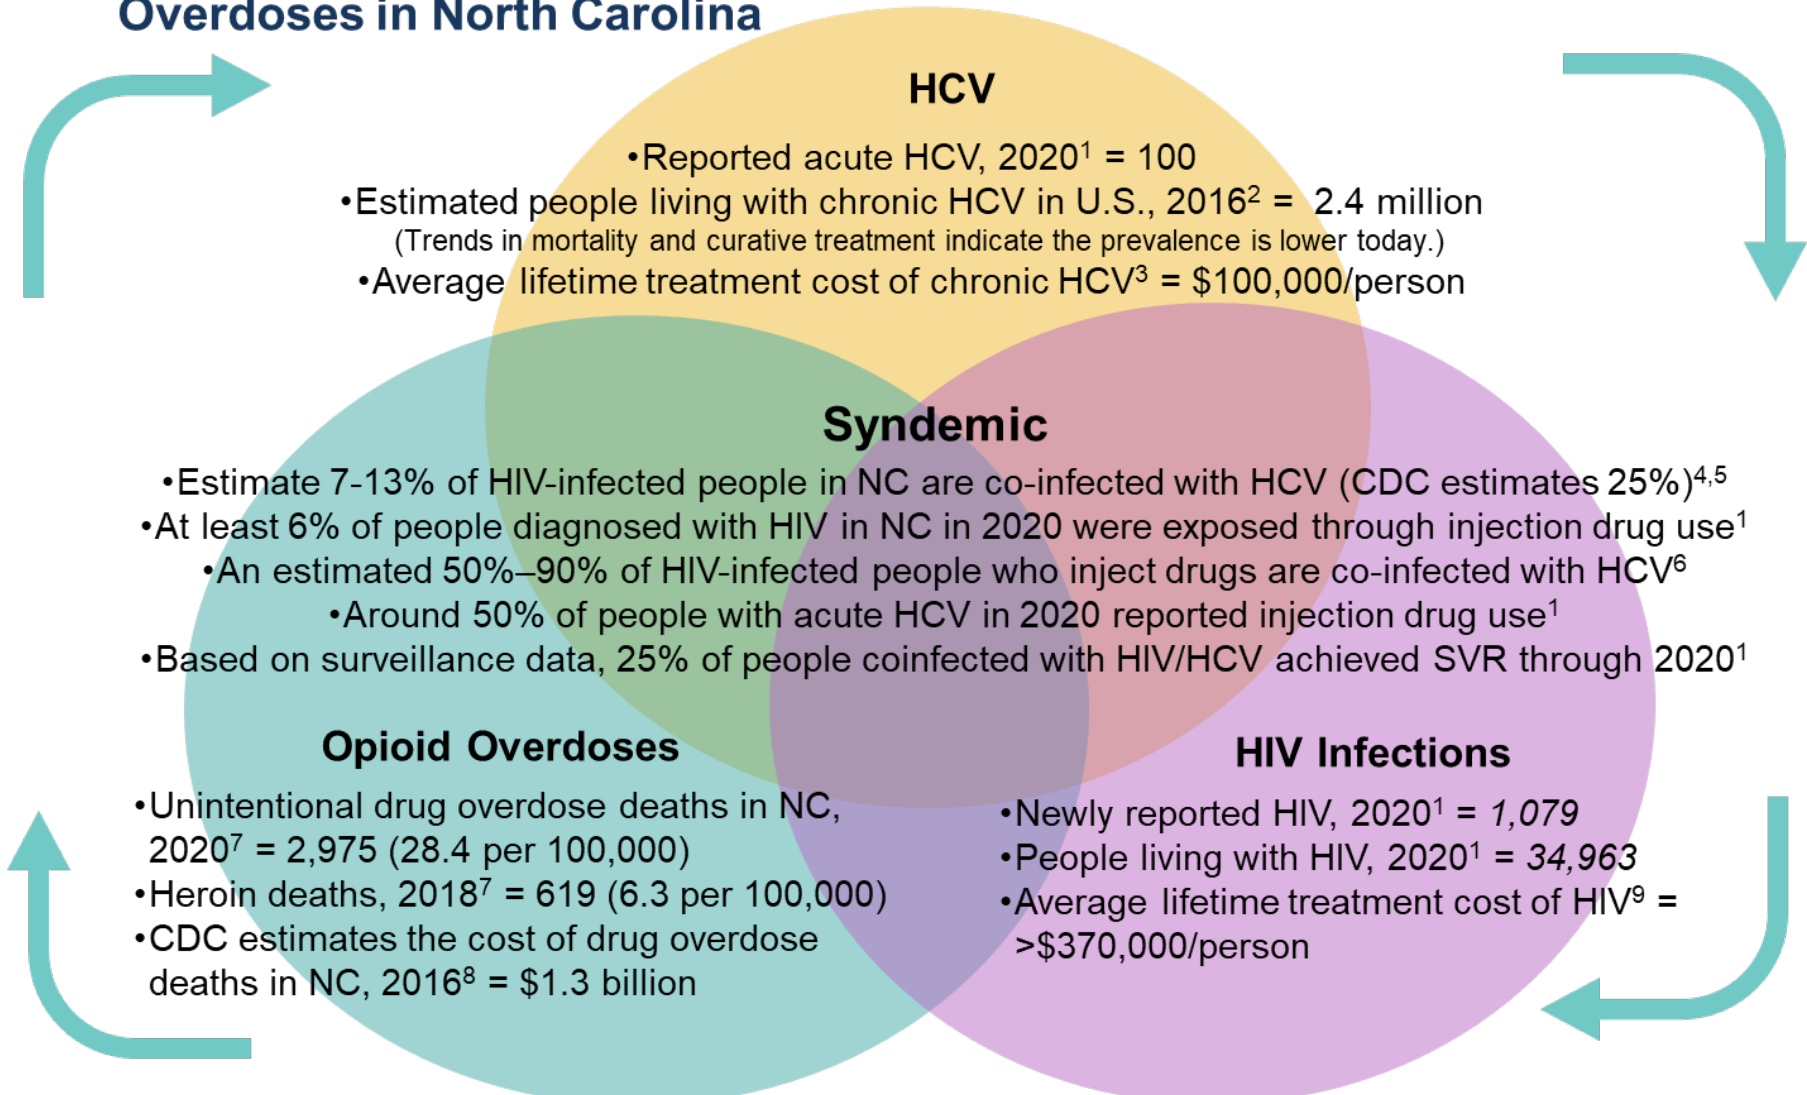 Overdoses in North Carolina
HCV
•Reported acute HCV, 2020¹ = 100
•Estimated people living with chronic HCV in U.S., 2016² = 2.4 million
(Trends in mortality and curative treatment indicate the prevalence is lower today.)
•Average lifetime treatment cost of chronic HCV³ = $100,000/person
Syndemic
•Estimate 7-13% of HIV-infected people in NC are co-infected with HCV (CDC estimates 25%)⁴,⁵
•At least 6% of people diagnosed with HIV in NC in 2020 were exposed through injection drug use¹
•An estimated 50%–90% of HIV-infected people who inject drugs are co-infected with HCV⁶
•Around 50% of people with acute HCV in 2020 reported injection drug use¹
•Based on surveillance data, 25% of people coinfected with HIV/HCV achieved SVR through 2020¹
Opioid Overdoses
•Unintentional drug overdose deaths in NC,
2020⁷ = 2,975 (28.4 per 100,000)
•Heroin deaths, 2018⁷ = 619 (6.3 per 100,000)
•CDC estimates the cost of drug overdose
deaths in NC, 2016⁸ = $1.3 billion
HIV Infections
•Newly reported HIV, 2020¹ = 1,079
•People living with HIV, 2020¹ = 34,963
•Average lifetime treatment cost of HIV⁹ =
>$370,000/person